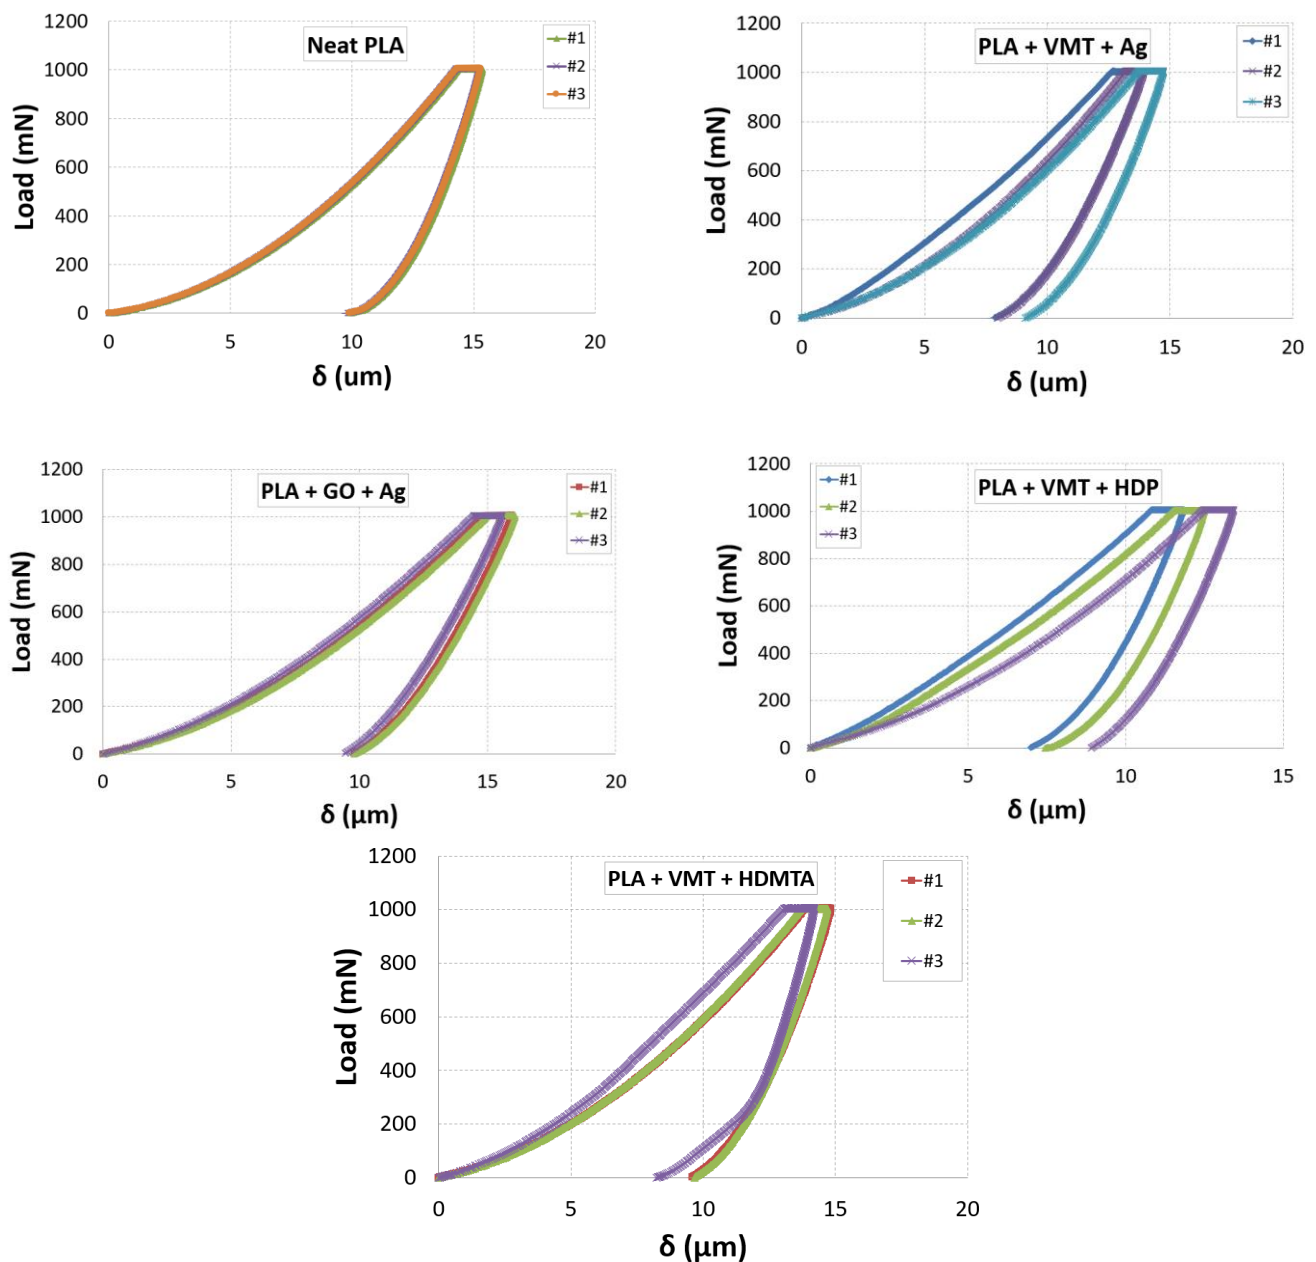 Neat PLA
#1
#2
#3
1200
1000
800
600
400
200
0
Load (mN)
0 5 10 15 20
δ (um)
PLA + VMT + Ag
#1
#2
#3
1200
1000
800
600
400
200
0
Load (mN)
0 5 10 15 20
δ (um)
PLA + GO + Ag
#1
#2
#3
1200
1000
800
600
400
200
0
Load (mN)
0 5 10 15 20
δ (μm)
PLA + VMT + HDP
#1
#2
#3
1200
1000
800
600
400
200
0
Load (mN)
0 5 10 15
δ (μm)
PLA + VMT + HDMTA
#1
#2
#3
1200
1000
800
600
400
200
0
Load (mN)
0 5 10 15 20
δ (μm)